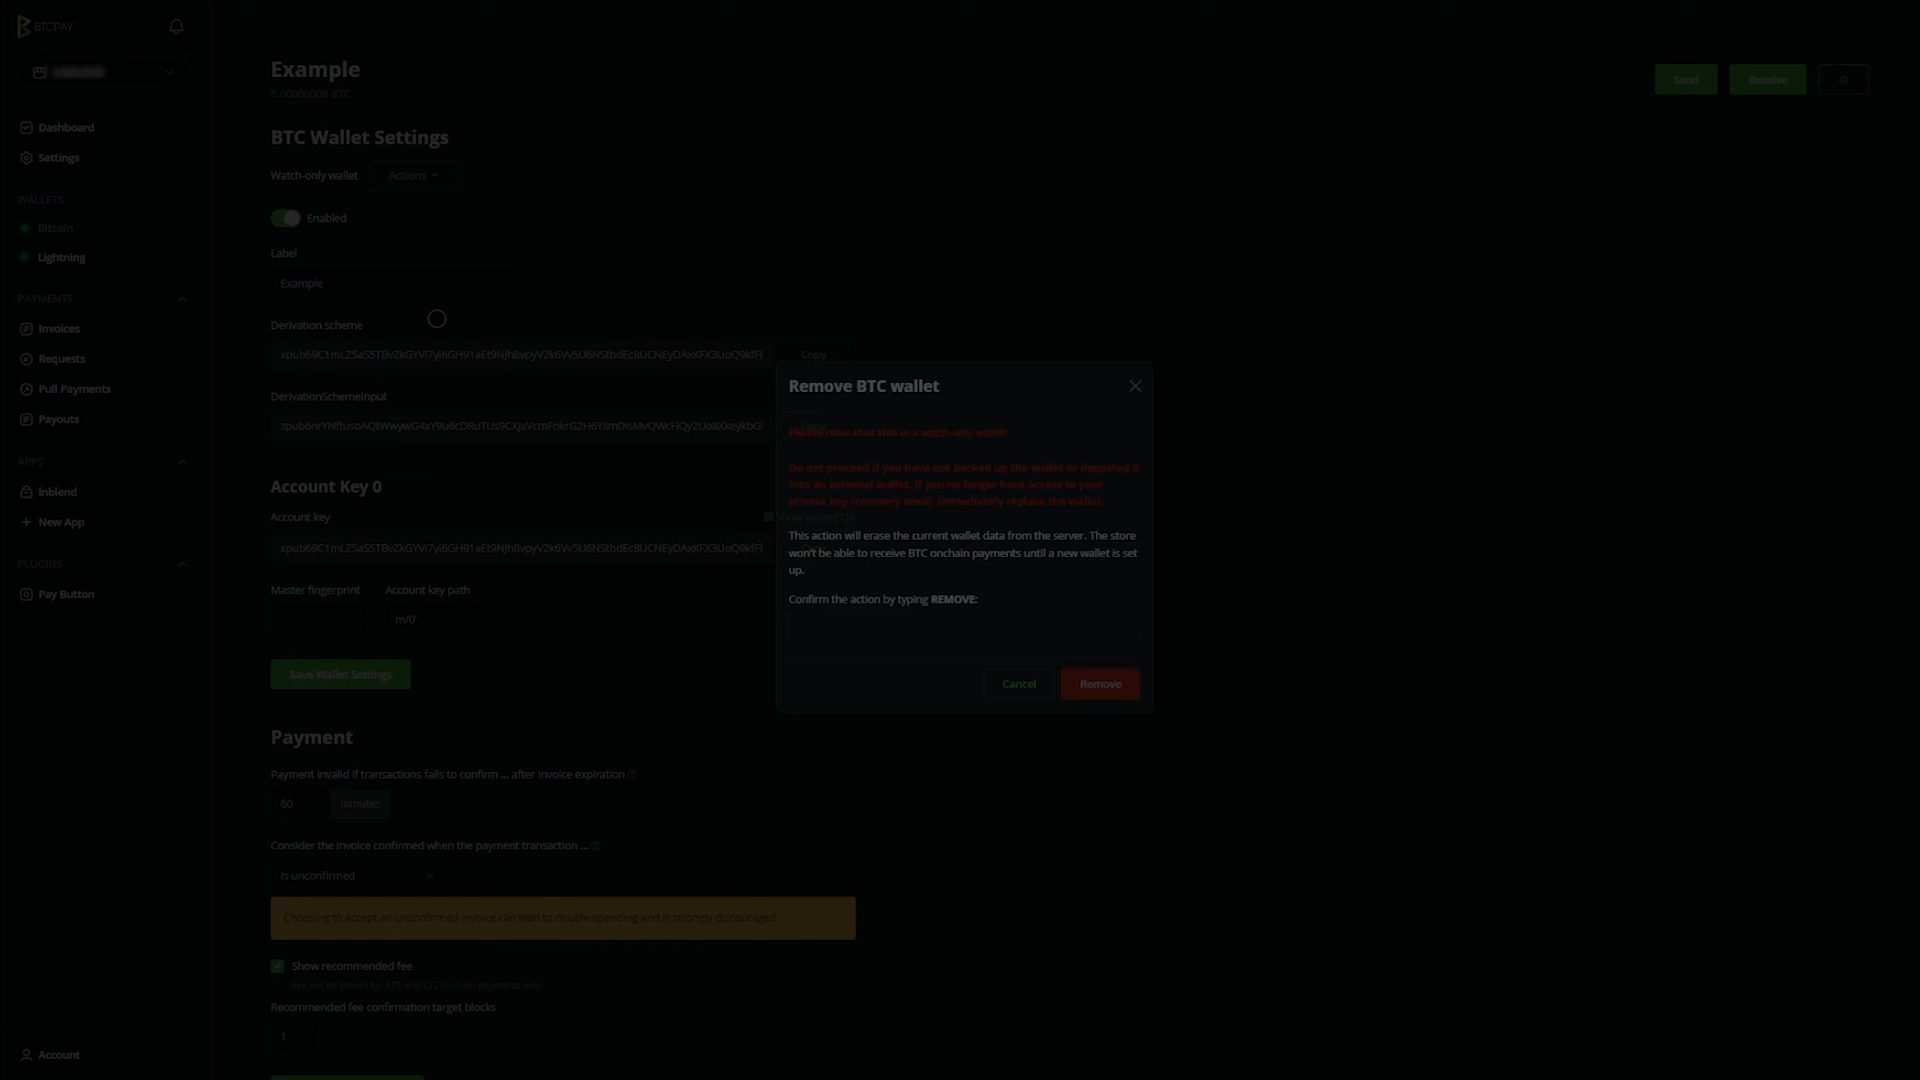 BTCPAY
Dashboard
Settings
WALLETS
Bitcoin
Lightning
PAYMENTS
Invoices
Requests
Pull Payments
Payouts
APPS
Inblend
New App
PLUGINS
Pay Button
Account
Example
0.00000000 BTC
Send
Receive
BTC Wallet Settings
Watch-only wallet
Actions
Enabled
Label
Example
Derivation scheme
Copy
DerivationSchemeInput
Account Key 0
Account key
Show export QR
Master fingerprint
Account key path
m/0'
Save Wallet Settings
Payment
Payment invalid if transactions fails to confirm ... after invoice expiration
60
minutes
Consider the invoice confirmed when the payment transaction ...
Is unconfirmed
Choosing to accept an unconfirmed invoice can lead to double-spending and is strongly discouraged.
Show recommended fee
Fee will be shown for BTC and LTC onchain payments only.
Recommended fee confirmation target blocks
1
Remove BTC wallet
Please note that this is a watch-only wallet!
Do not proceed if you have not backed up the wallet or imported it
into an external wallet. If you no longer have access to your
private key (recovery seed), immediately replace the wallet.
This action will erase the current wallet data from the server. The store
won't be able to receive BTC onchain payments until a new wallet is set
up.
Confirm the action by typing REMOVE:
Cancel
Remove